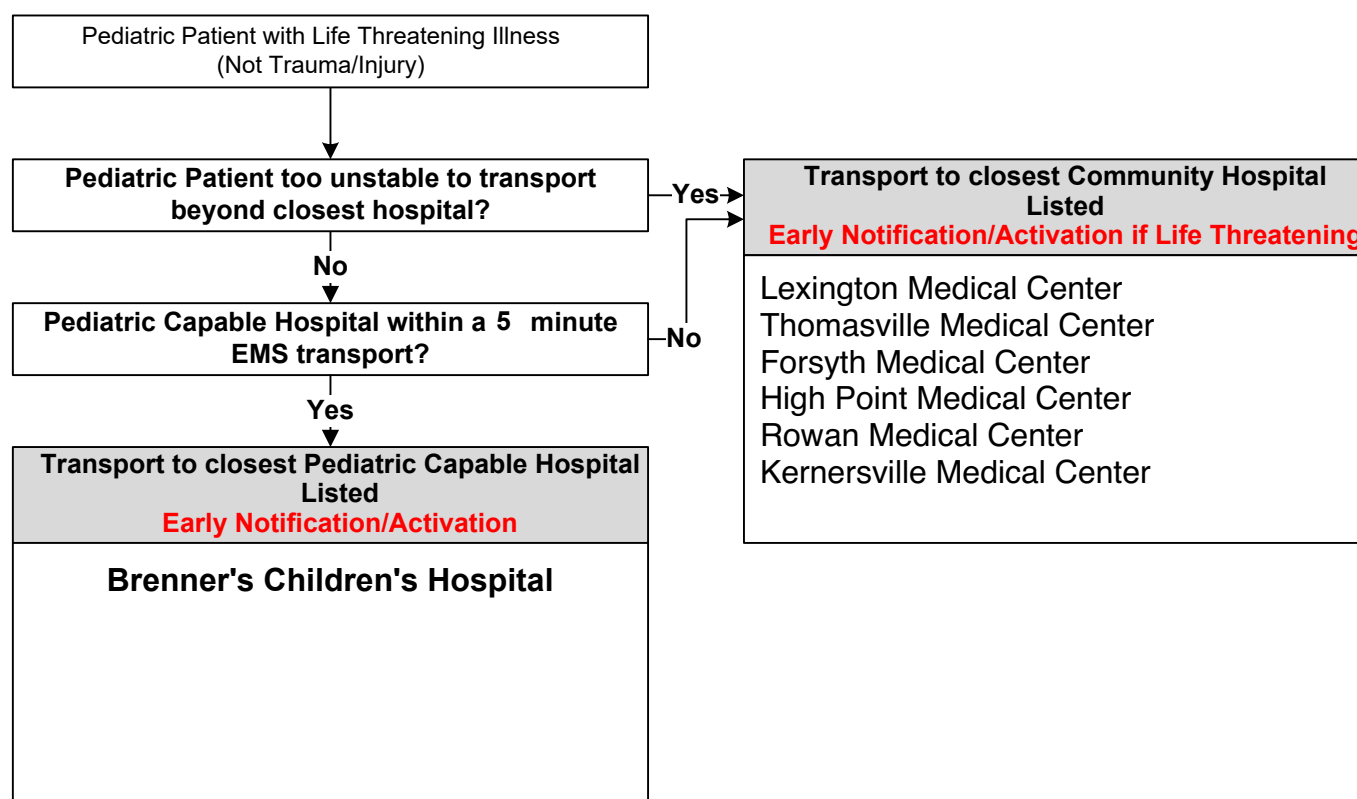 Pediatric Patient with Life Threatening Illness
(Not Trauma/Injury)
Pediatric Patient too unstable to transport
beyond closest hospital?
Yes
Transport to closest Community Hospital
Listed
Early Notification/Activation if Life Threatening
No
Lexington Medical Center
Thomasville Medical Center
Forsyth Medical Center
High Point Medical Center
Rowan Medical Center
Kernersville Medical Center
Pediatric Capable Hospital within a 5 minute
EMS transport?
No
Yes
Transport to closest Pediatric Capable Hospital
Listed
Early Notification/Activation
Brenner's Children's Hospital